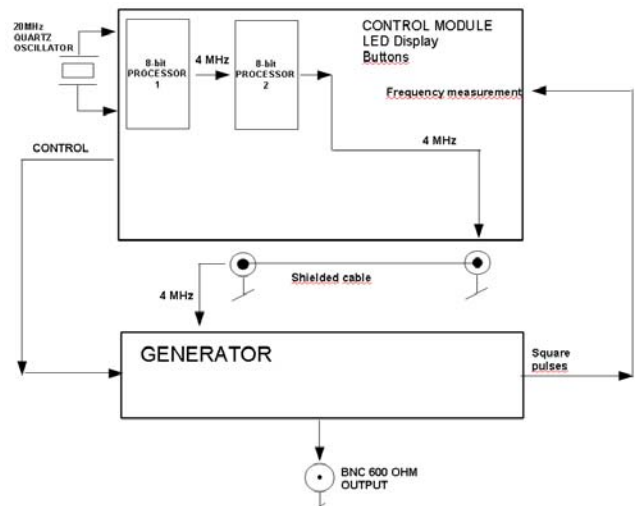 20MHz
QUARTZ
OSCILLATOR
8-bit
PROCESSOR
1
4 MHz
8-bit
PROCESSOR
2
CONTROL MODULE
LED Display
Buttons
Frequency measurement
4 MHz
CONTROL
Shielded cable
4 MHz
GENERATOR
Square
pulses
BNC 600 OHM
OUTPUT